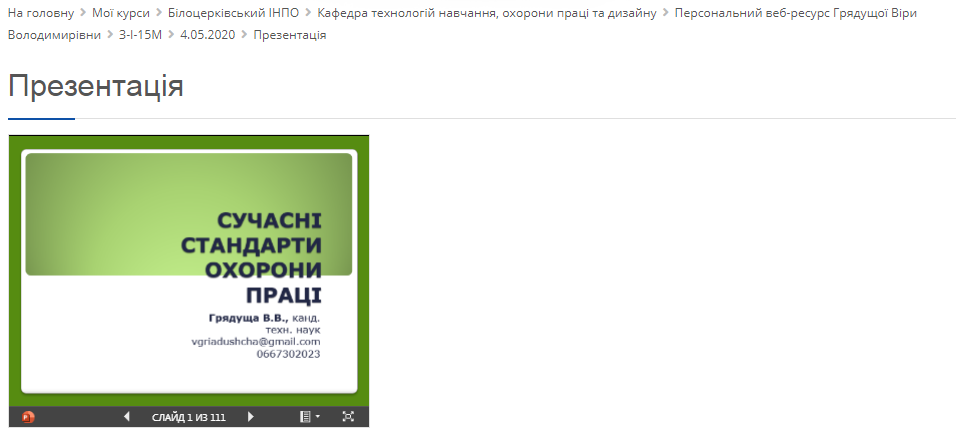 На головну > Мої курси > Білоцерківський ІНПО > Кафедра технологій навчання, охорони праці та дизайну > Персональний веб-ресурс Грядущої Віри
Володимирівни > З-І-15М > 4.05.2020 > Презентація
Презентація
СУЧАСНІ
СТАНДАРТИ
ОХОРОНИ
ПРАЦІ
Грядуща В.В., канд.
техн. наук
vgriadushcha@gmail.com
0667302023
СЛАЙД 1 ИЗ 111